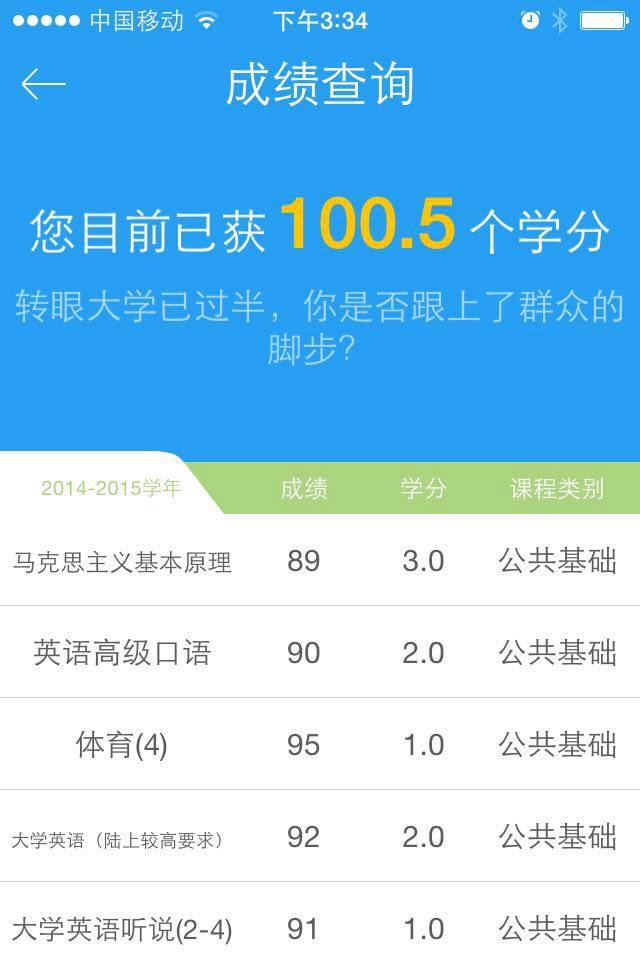 中国移动 下午3:34
成绩查询
您目前已获 100.5 个学分
转眼大学已过半，你是否跟上了群众的
脚步？
2014-2015学年 成绩 学分 课程类别
马克思主义基本原理 89 3.0 公共基础
英语高级口语 90 2.0 公共基础
体育(4) 95 1.0 公共基础
大学英语（陆上较高要求） 92 2.0 公共基础
大学英语听说(2-4) 91 1.0 公共基础